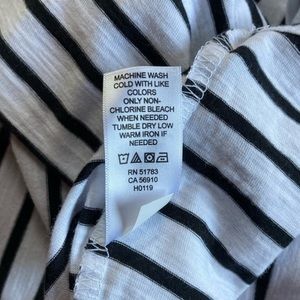 MACHINE WASH
COLD WITH LIKE
COLORS
ONLY NON-
CHLORINE BLEACH
WHEN NEEDED
TUMBLE DRY LOW
WARM IRON IF
NEEDED
RN 51783
CA 56910
H0119